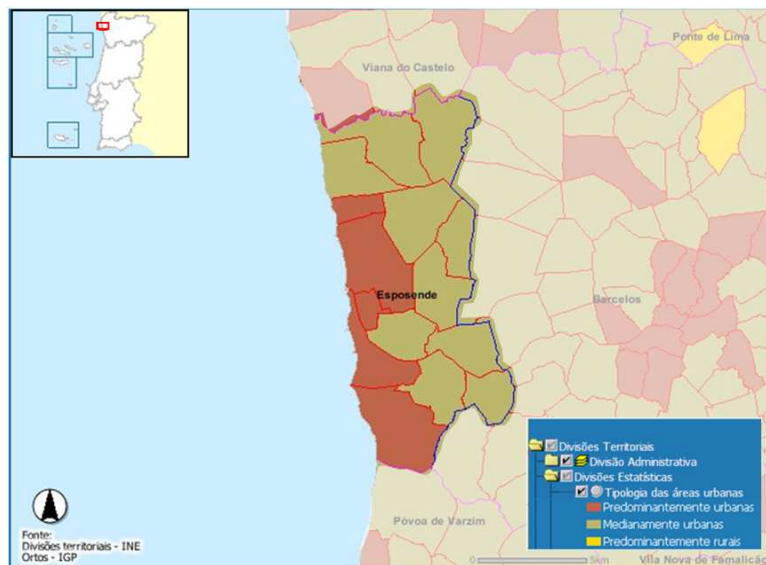 Ponte de Lima
Viana do Castelo
Esposende
Barcelos
Divisões Territoriais
Divisão Administrativa
Divisões Estatísticas
Tipologia das áreas urbanas
Predominantemente urbanas
Medianamente urbanas
Predominantemente rurais
Póvoa de Varzim
Fonte:
Divisões territoriais - INE
Ortos - IGP
0 5km
Vila Nova de Famalicão